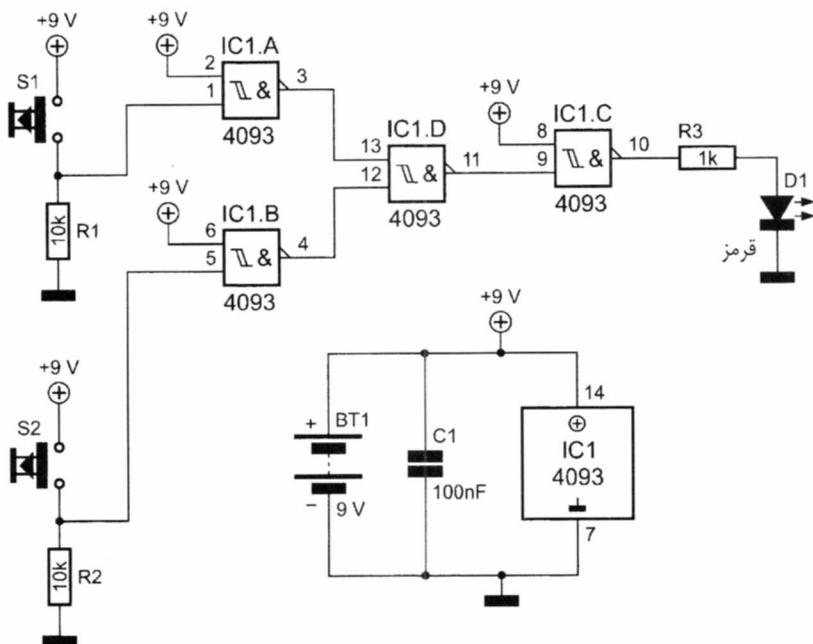 +9 V
S1
10k
R1
+9 V
2
1
IC1.A
&
3
4093
+9 V
6
5
IC1.B
&
4
4093
13
12
IC1.D
&
11
4093
+9 V
8
9
IC1.C
&
10
4093
R3
1k
D1
قرمز
+9 V
S2
10k
R2
+9 V
+
BT1
−
9 V
C1
100nF
14
IC1
4093
7